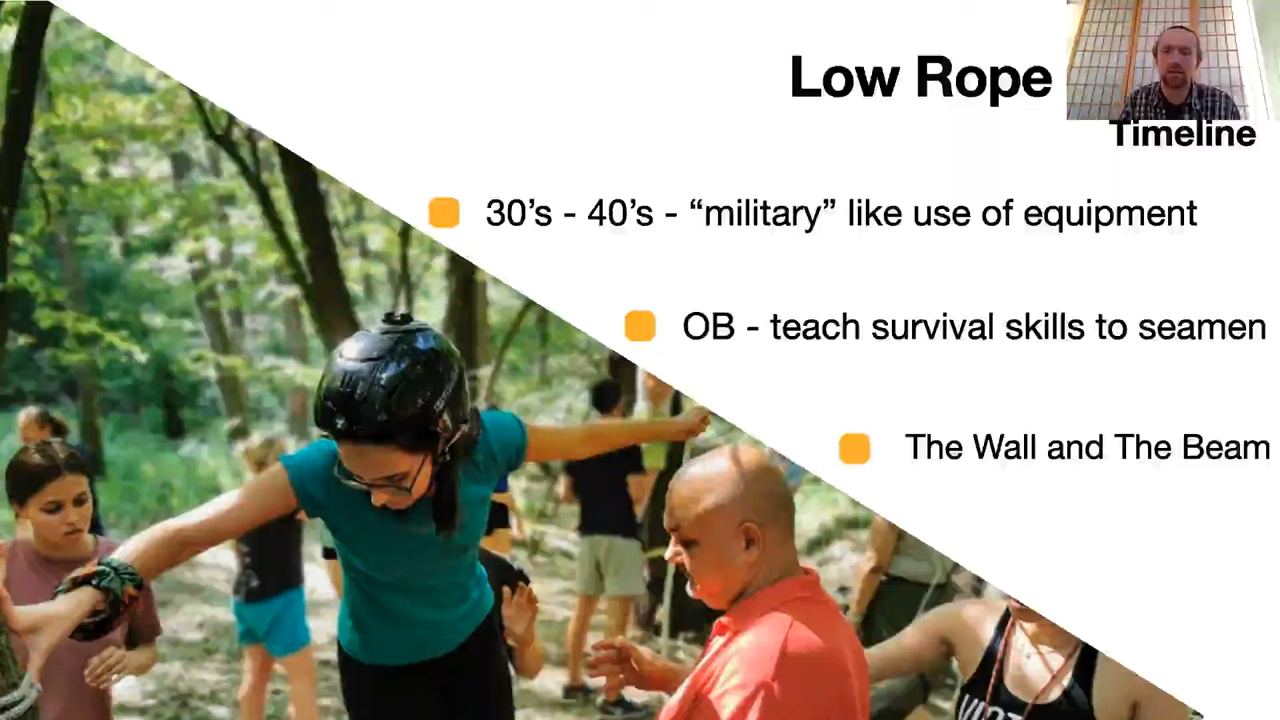 Low Rope
Timeline
30’s - 40’s - “military” like use of equipment
OB - teach survival skills to seamen
The Wall and The Beam